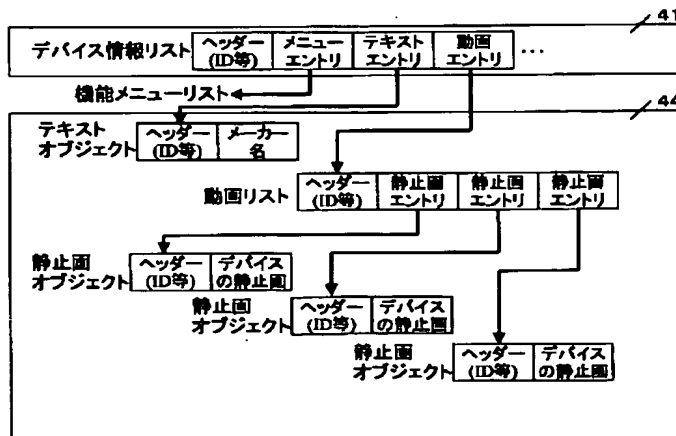 41
デバイス情報リスト
ヘッダー
(ID等)
メニュー
エントリ
テキスト
エントリ
動画
エントリ
・・・
機能メニューリスト
44
テキスト
オブジェクト
ヘッダー
(ID等)
メーカー
名
動画リスト
ヘッダー
(ID等)
静止画
エントリ
静止画
エントリ
静止画
エントリ
静止画
オブジェクト
ヘッダー
(ID等)
デバイス
の静止画
静止画
オブジェクト
ヘッダー
(ID等)
デバイス
の静止画
静止画
オブジェクト
ヘッダー
(ID等)
デバイス
の静止画